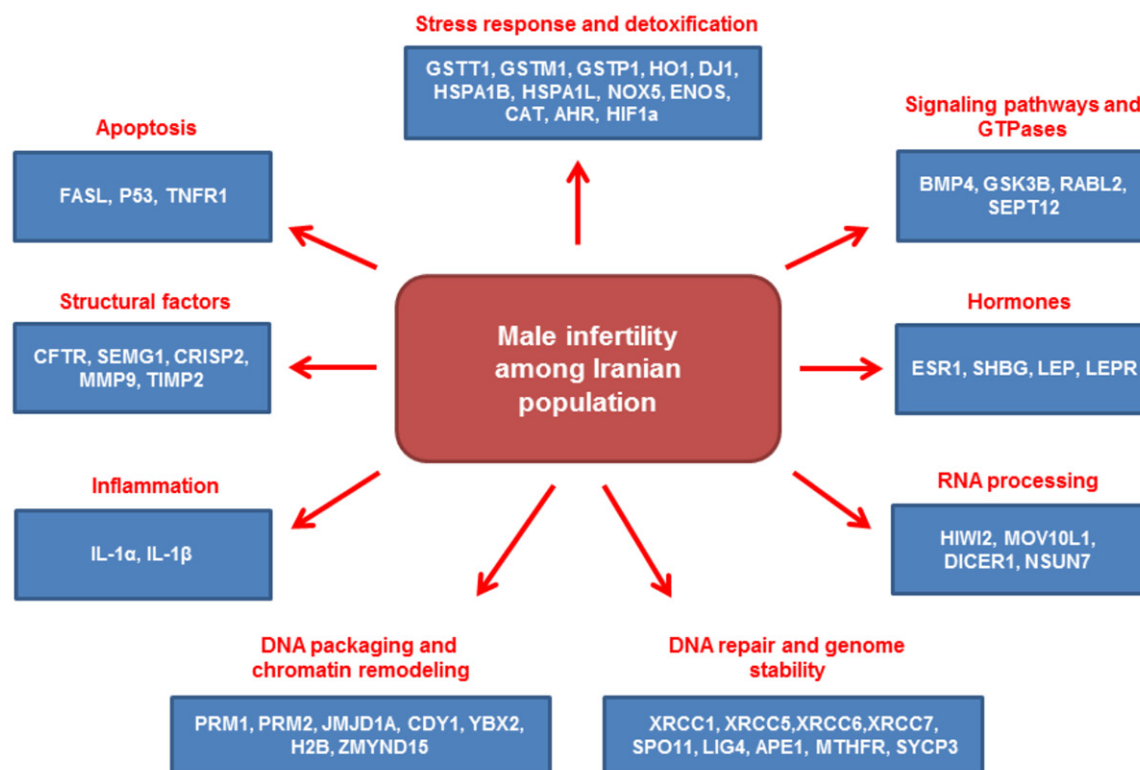 Stress response and detoxification
GSTT1, GSTM1, GSTP1, HO1, DJ1,
HSPA1B, HSPA1L, NOX5, ENOS,
CAT, AHR, HIF1a
Apoptosis
FASL, P53, TNFR1
Signaling pathways and
GTPases
BMP4, GSK3B, RABL2,
SEPT12
Structural factors
CFTR, SEMG1, CRISP2,
MMP9, TIMP2
Male infertility
among Iranian
population
Hormones
ESR1, SHBG, LEP, LEPR
Inflammation
IL-1α, IL-1β
RNA processing
HIWI2, MOV10L1,
DICER1, NSUN7
DNA packaging and
chromatin remodeling
PRM1, PRM2, JMJD1A, CDY1, YBX2,
H2B, ZMYND15
DNA repair and genome
stability
XRCC1, XRCC5,XRCC6,XRCC7,
SPO11, LIG4, APE1, MTHFR, SYCP3